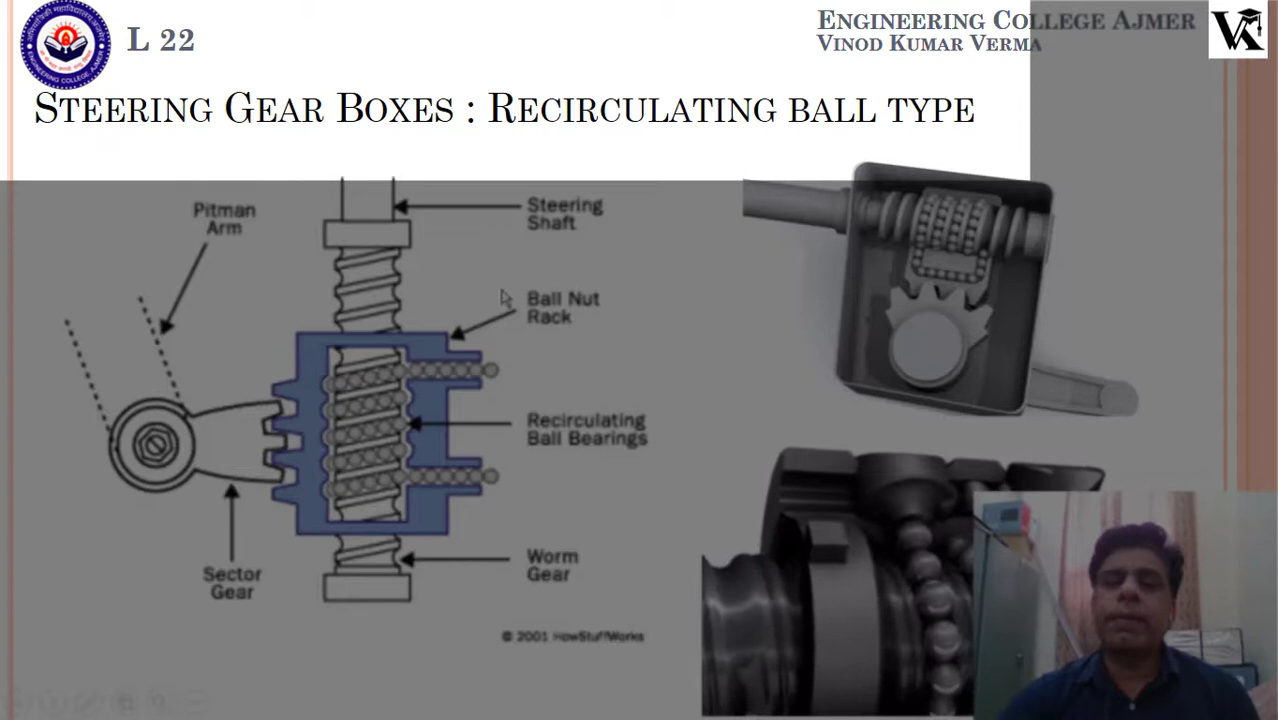 L 22
ENGINEERING COLLEGE AJMER
VINOD KUMAR VERMA
STEERING GEAR BOXES : RECIRCULATING BALL TYPE
Pitman
Arm
Steering
Shaft
Ball Nut
Rack
Recirculating
Ball Bearings
Sector
Gear
Worm
Gear
© 2001 HowStuffWorks